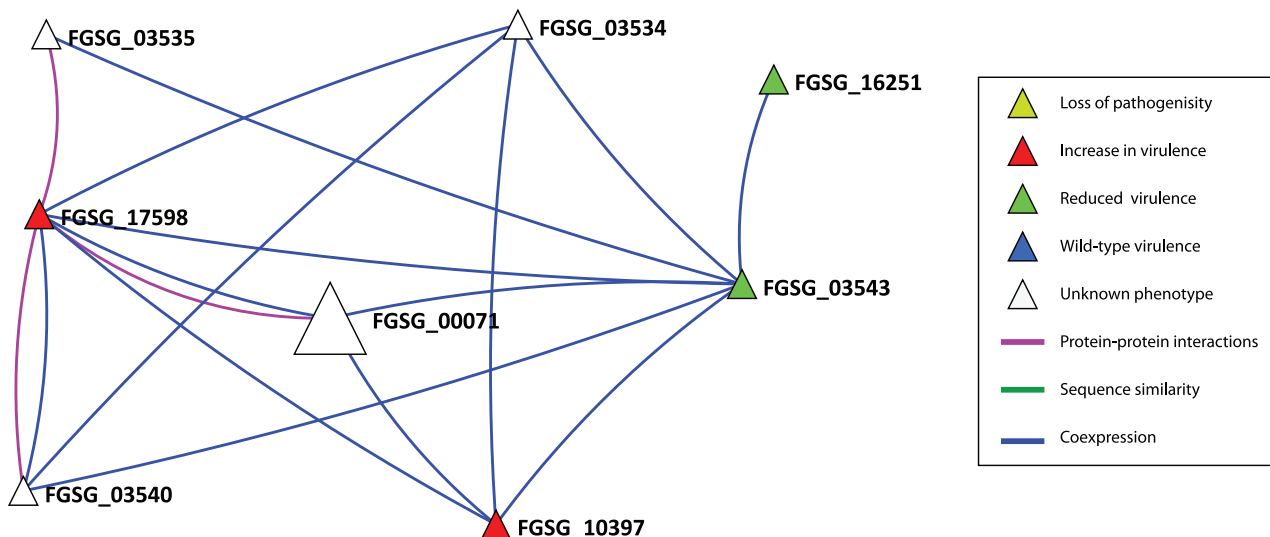 FGSG_03535
FGSG_03534
FGSG_16251
FGSG_17598
FGSG_03543
FGSG_00071
FGSG_03540
FGSG_10397
Loss of pathogenisity
Increase in virulence
Reduced virulence
Wild-type virulence
Unknown phenotype
Protein-protein interactions
Sequence similarity
Coexpression